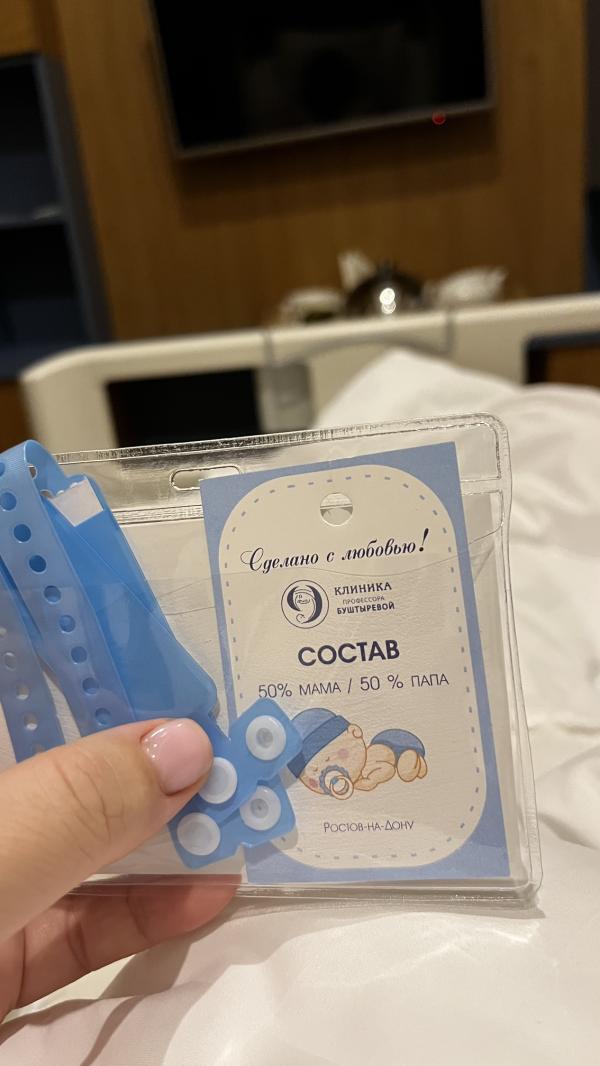 Сделано с любовью!
КЛИНИКА
ПРОФЕССОРА
БУШТЫРЕВОЙ
СОСТАВ
50% МАМА / 50 % ПАПА
РОСТОВ-НА-ДОНУ